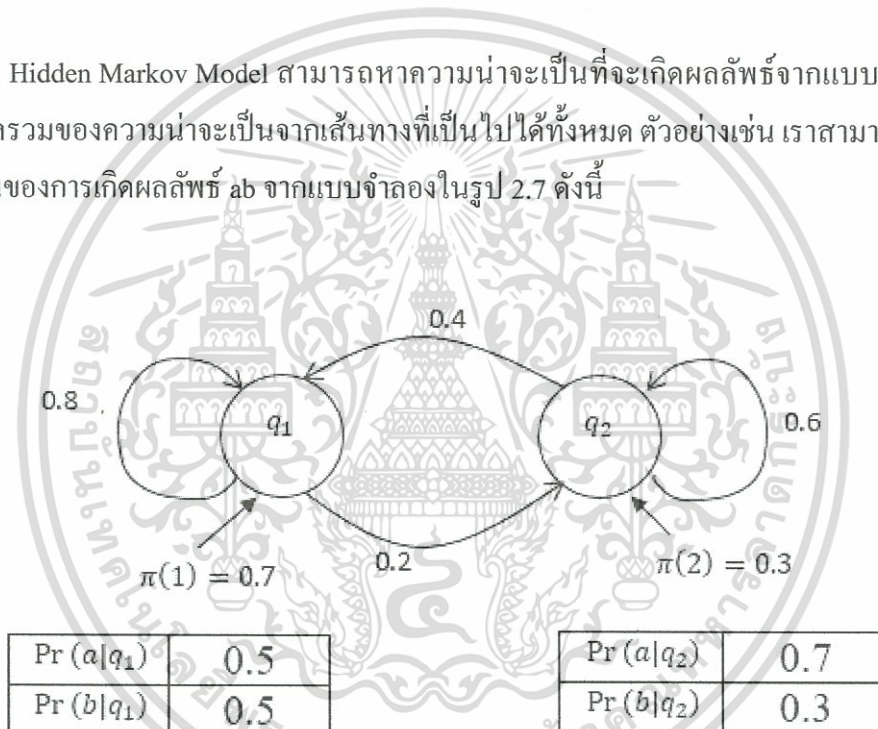 Hidden Markov Model สามารถหาความน่าจะเป็นที่จะเกิดผลลัพธ์จากแบบ
รวมของความน่าจะเป็นจากเส้นทางที่เป็นไปได้ทั้งหมด ตัวอย่างเช่น เราสามา
ของการเกิดผลลัพธ์ ab จากแบบจำลองในรูป 2.7 ดังนี้
0.4
0.8
q₁
q₂
0.6
π(1) = 0.7
0.2
π(2) = 0.3
Pr (a|q₁) 0.5
Pr (b|q₁) 0.5
Pr (a|q₂) 0.7
Pr (b|q₂) 0.3